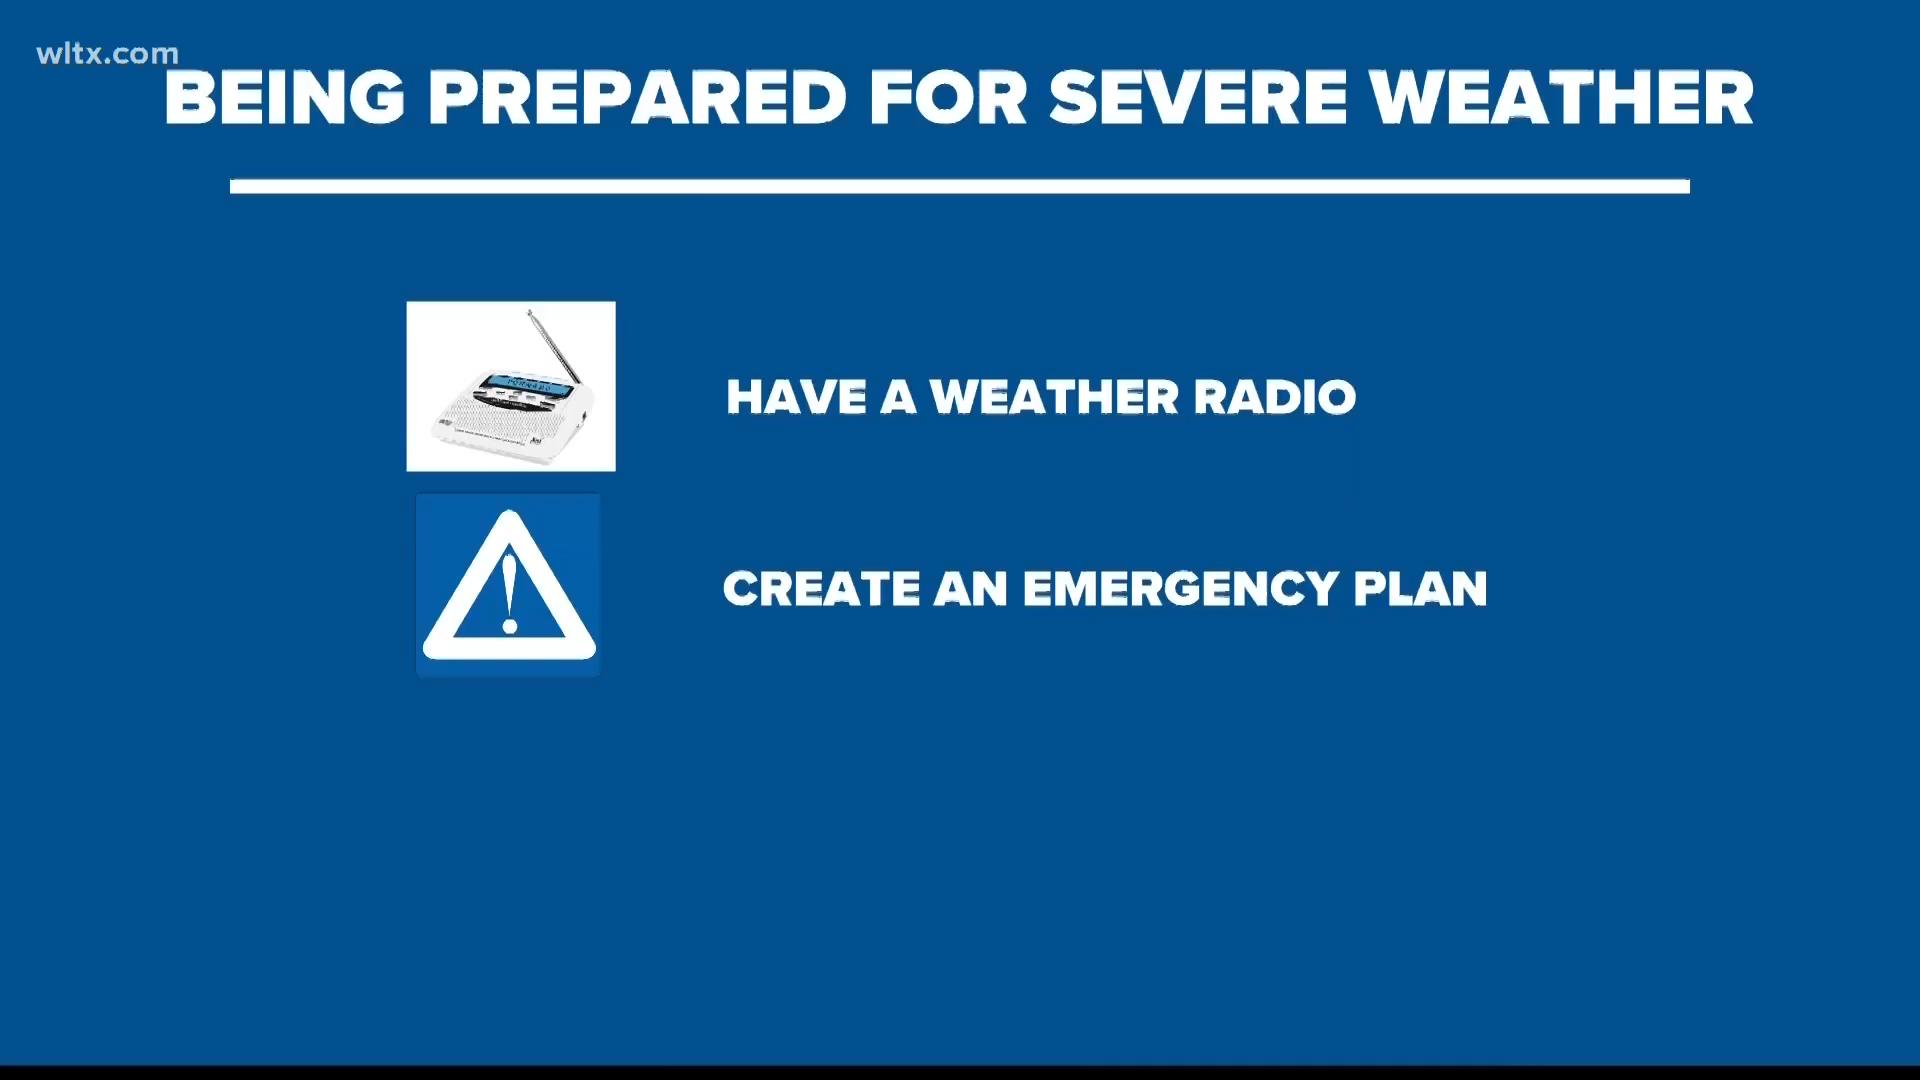 wltx.com
BEING PREPARED FOR SEVERE WEATHER
HAVE A WEATHER RADIO
CREATE AN EMERGENCY PLAN